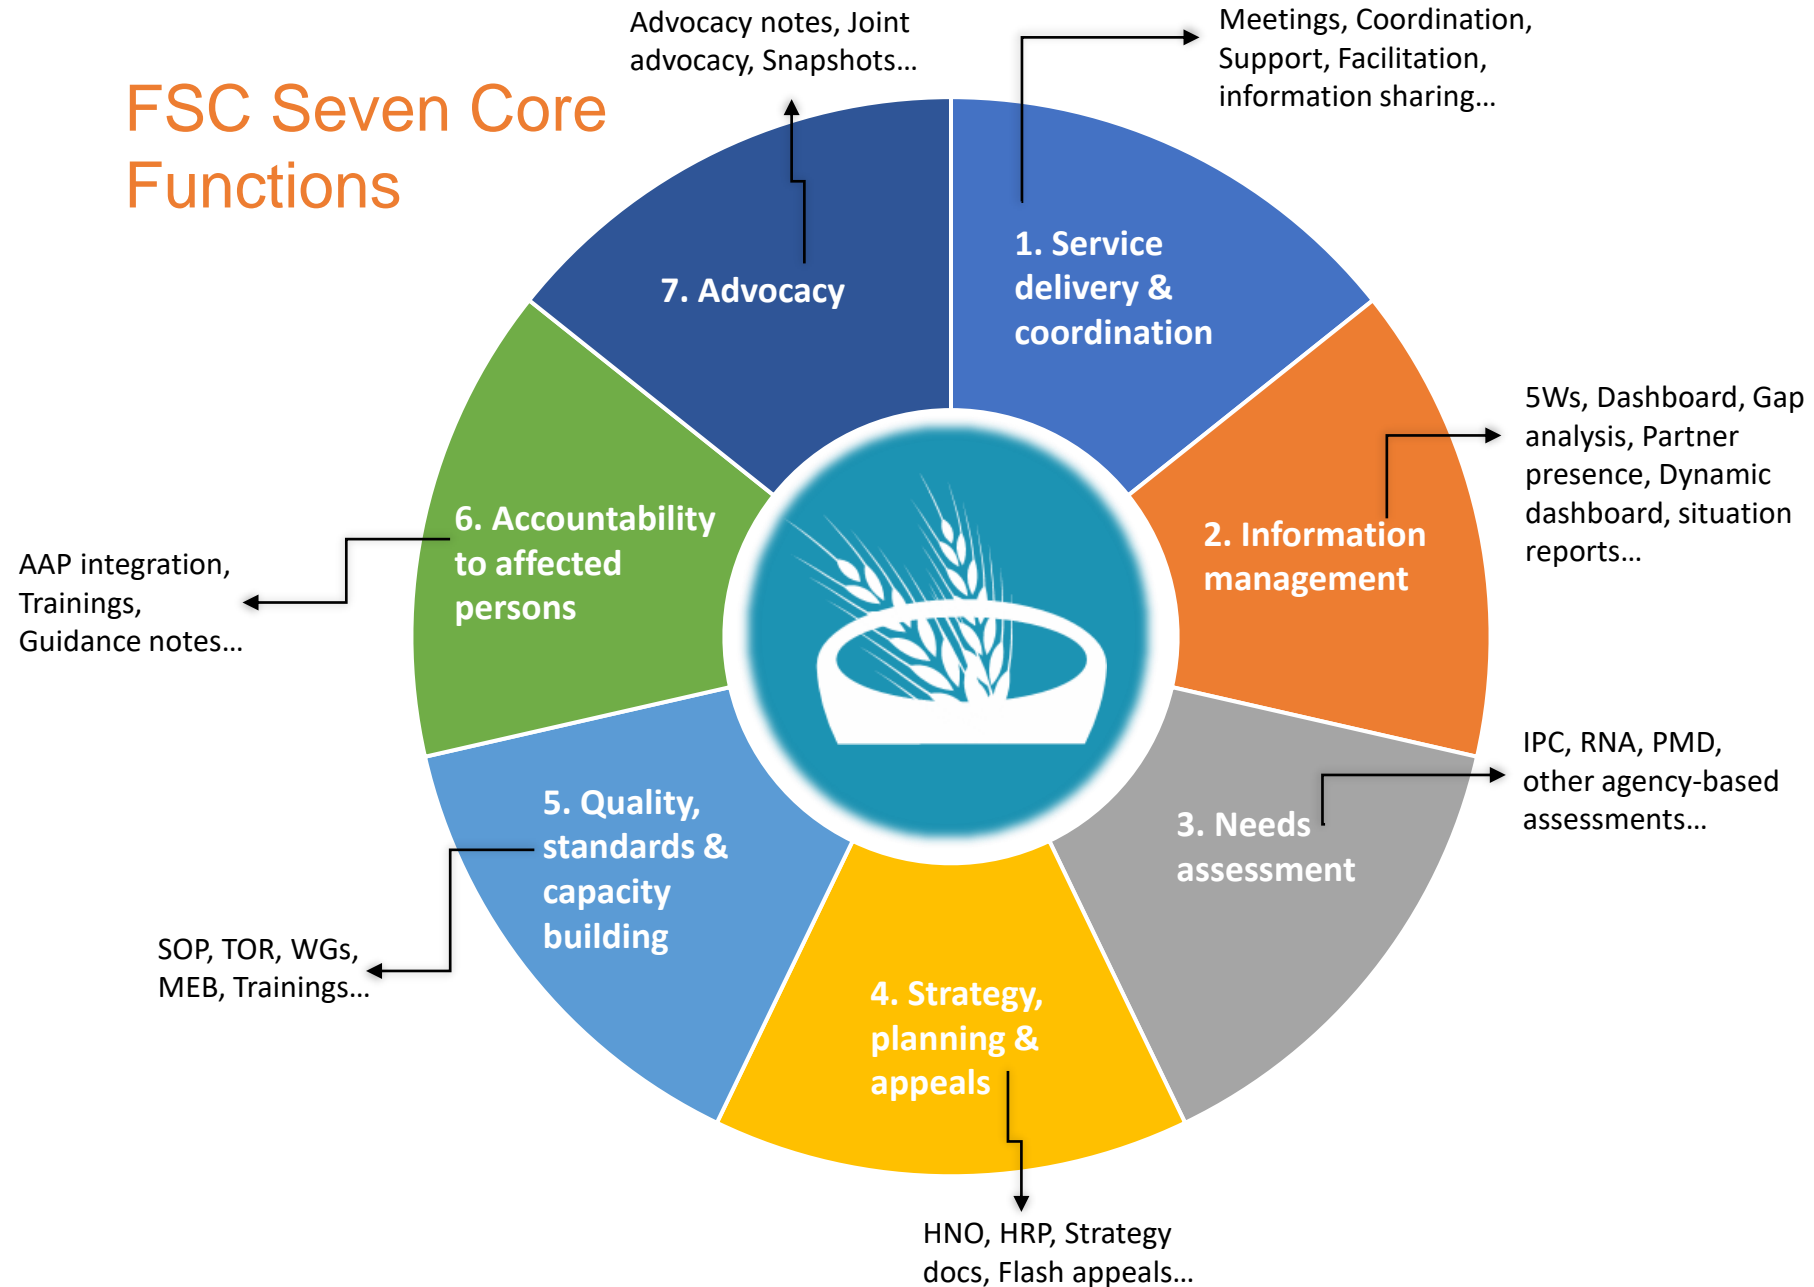 FSC Seven Core
Functions
Advocacy notes, Joint
advocacy, Snapshots…
Meetings, Coordination,
Support, Facilitation,
information sharing…
1. Service
delivery &
coordination
5Ws, Dashboard, Gap
analysis, Partner
presence, Dynamic
dashboard, situation
reports…
2. Information
management
IPC, RNA, PMD,
other agency-based
assessments…
3. Needs
assessment
4. Strategy,
planning &
appeals
HNO, HRP, Strategy
docs, Flash appeals…
5. Quality,
standards &
capacity
building
SOP, TOR, WGs,
MEB, Trainings…
6. Accountability
to affected
persons
AAP integration,
Trainings,
Guidance notes…
7. Advocacy